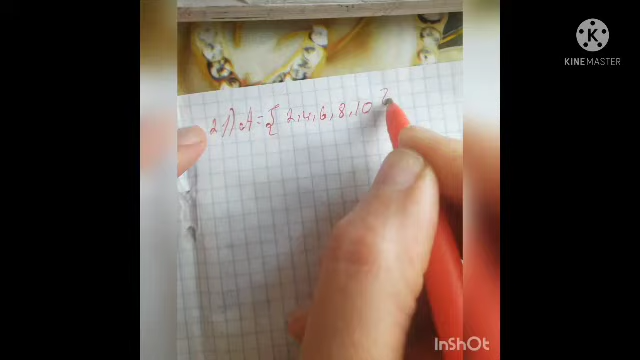 KINEMASTER
2) A = { 2, 4, 6, 8, 10 }
InShOt